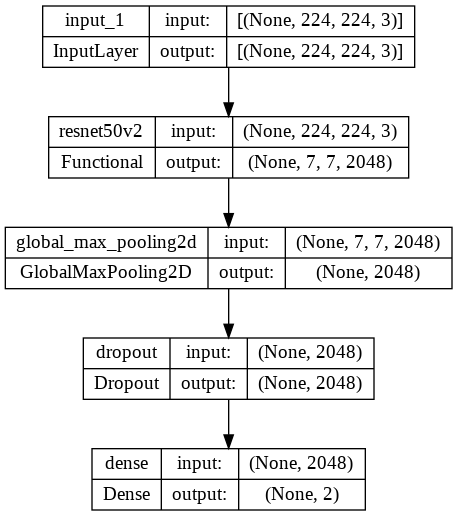 input_1 input: [(None, 224, 224, 3)]
InputLayer output: [(None, 224, 224, 3)]
resnet50v2 input: (None, 224, 224, 3)
Functional output: (None, 7, 7, 2048)
global_max_pooling2d input: (None, 7, 7, 2048)
GlobalMaxPooling2D output: (None, 2048)
dropout input: (None, 2048)
Dropout output: (None, 2048)
dense input: (None, 2048)
Dense output: (None, 2)